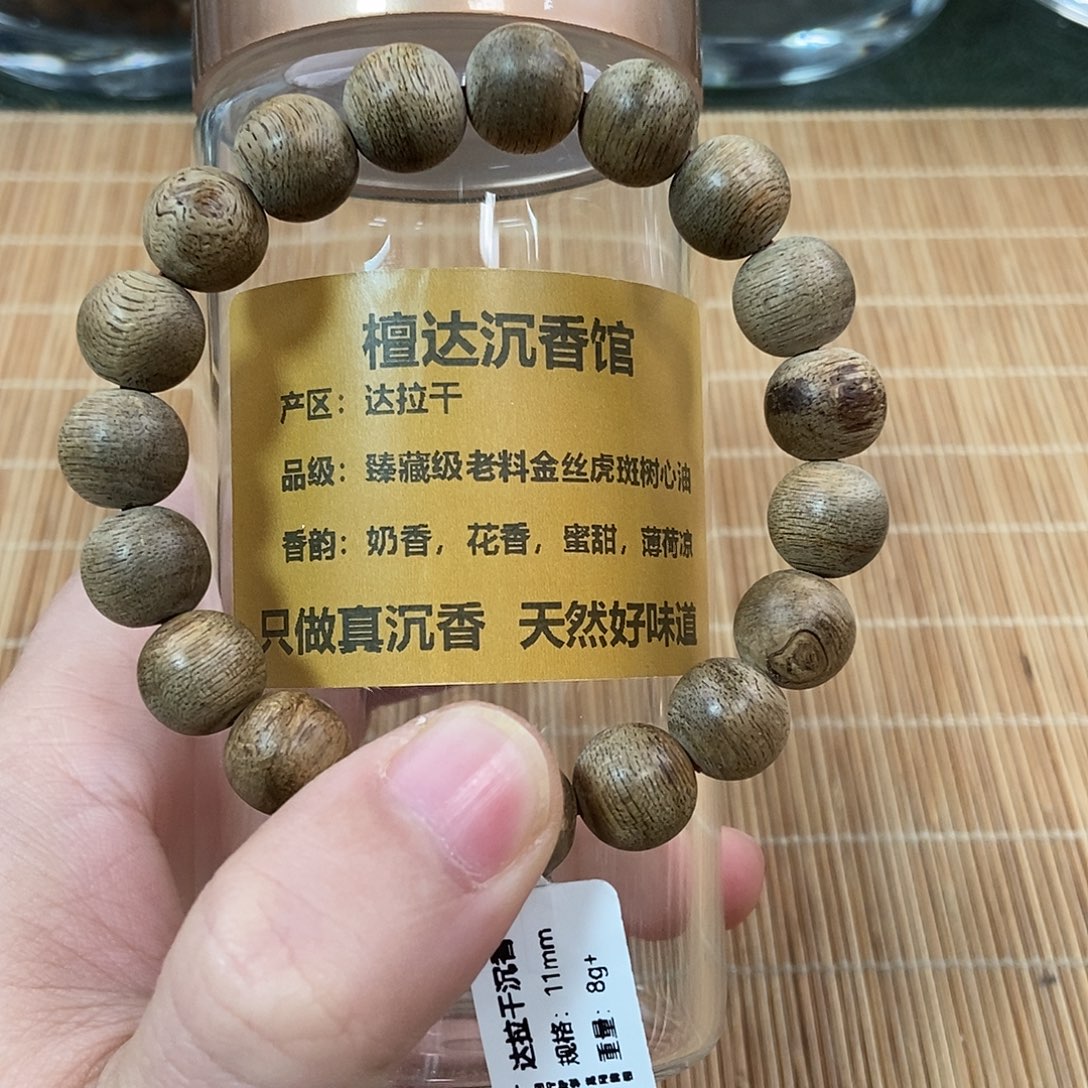 檀达沉香馆
产区：达拉干
品级：臻藏级老料金丝虎斑树心油
香韵：奶香，花香，蜜甜，薄荷凉
只做真沉香 天然好味道
达拉干沉香
规格：11mm
重量：8g+